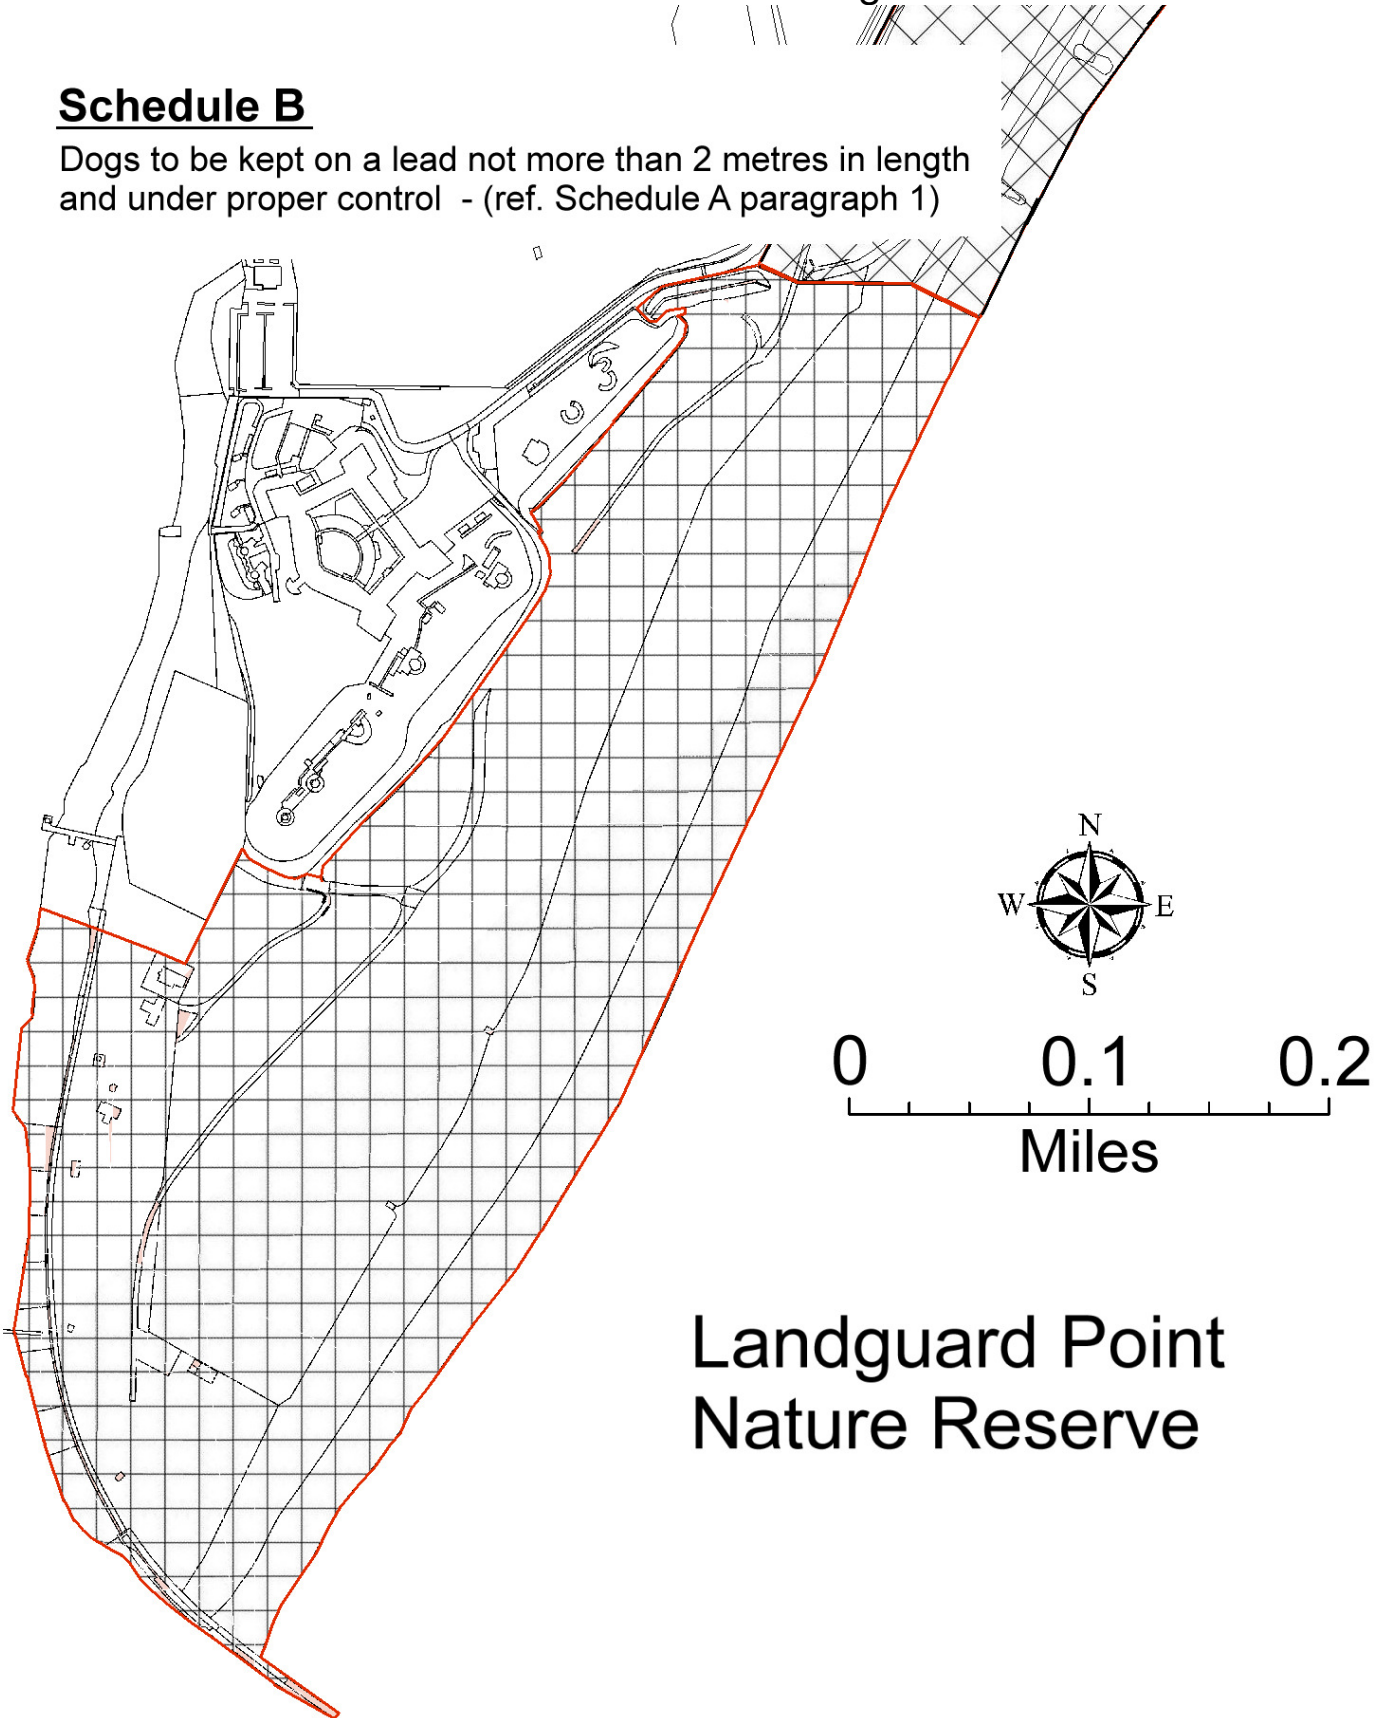 g
Schedule B
Dogs to be kept on a lead not more than 2 metres in length
and under proper control - (ref. Schedule A paragraph 1)
N
W E
S
0 0.1 0.2
Miles
Landguard Point
Nature Reserve